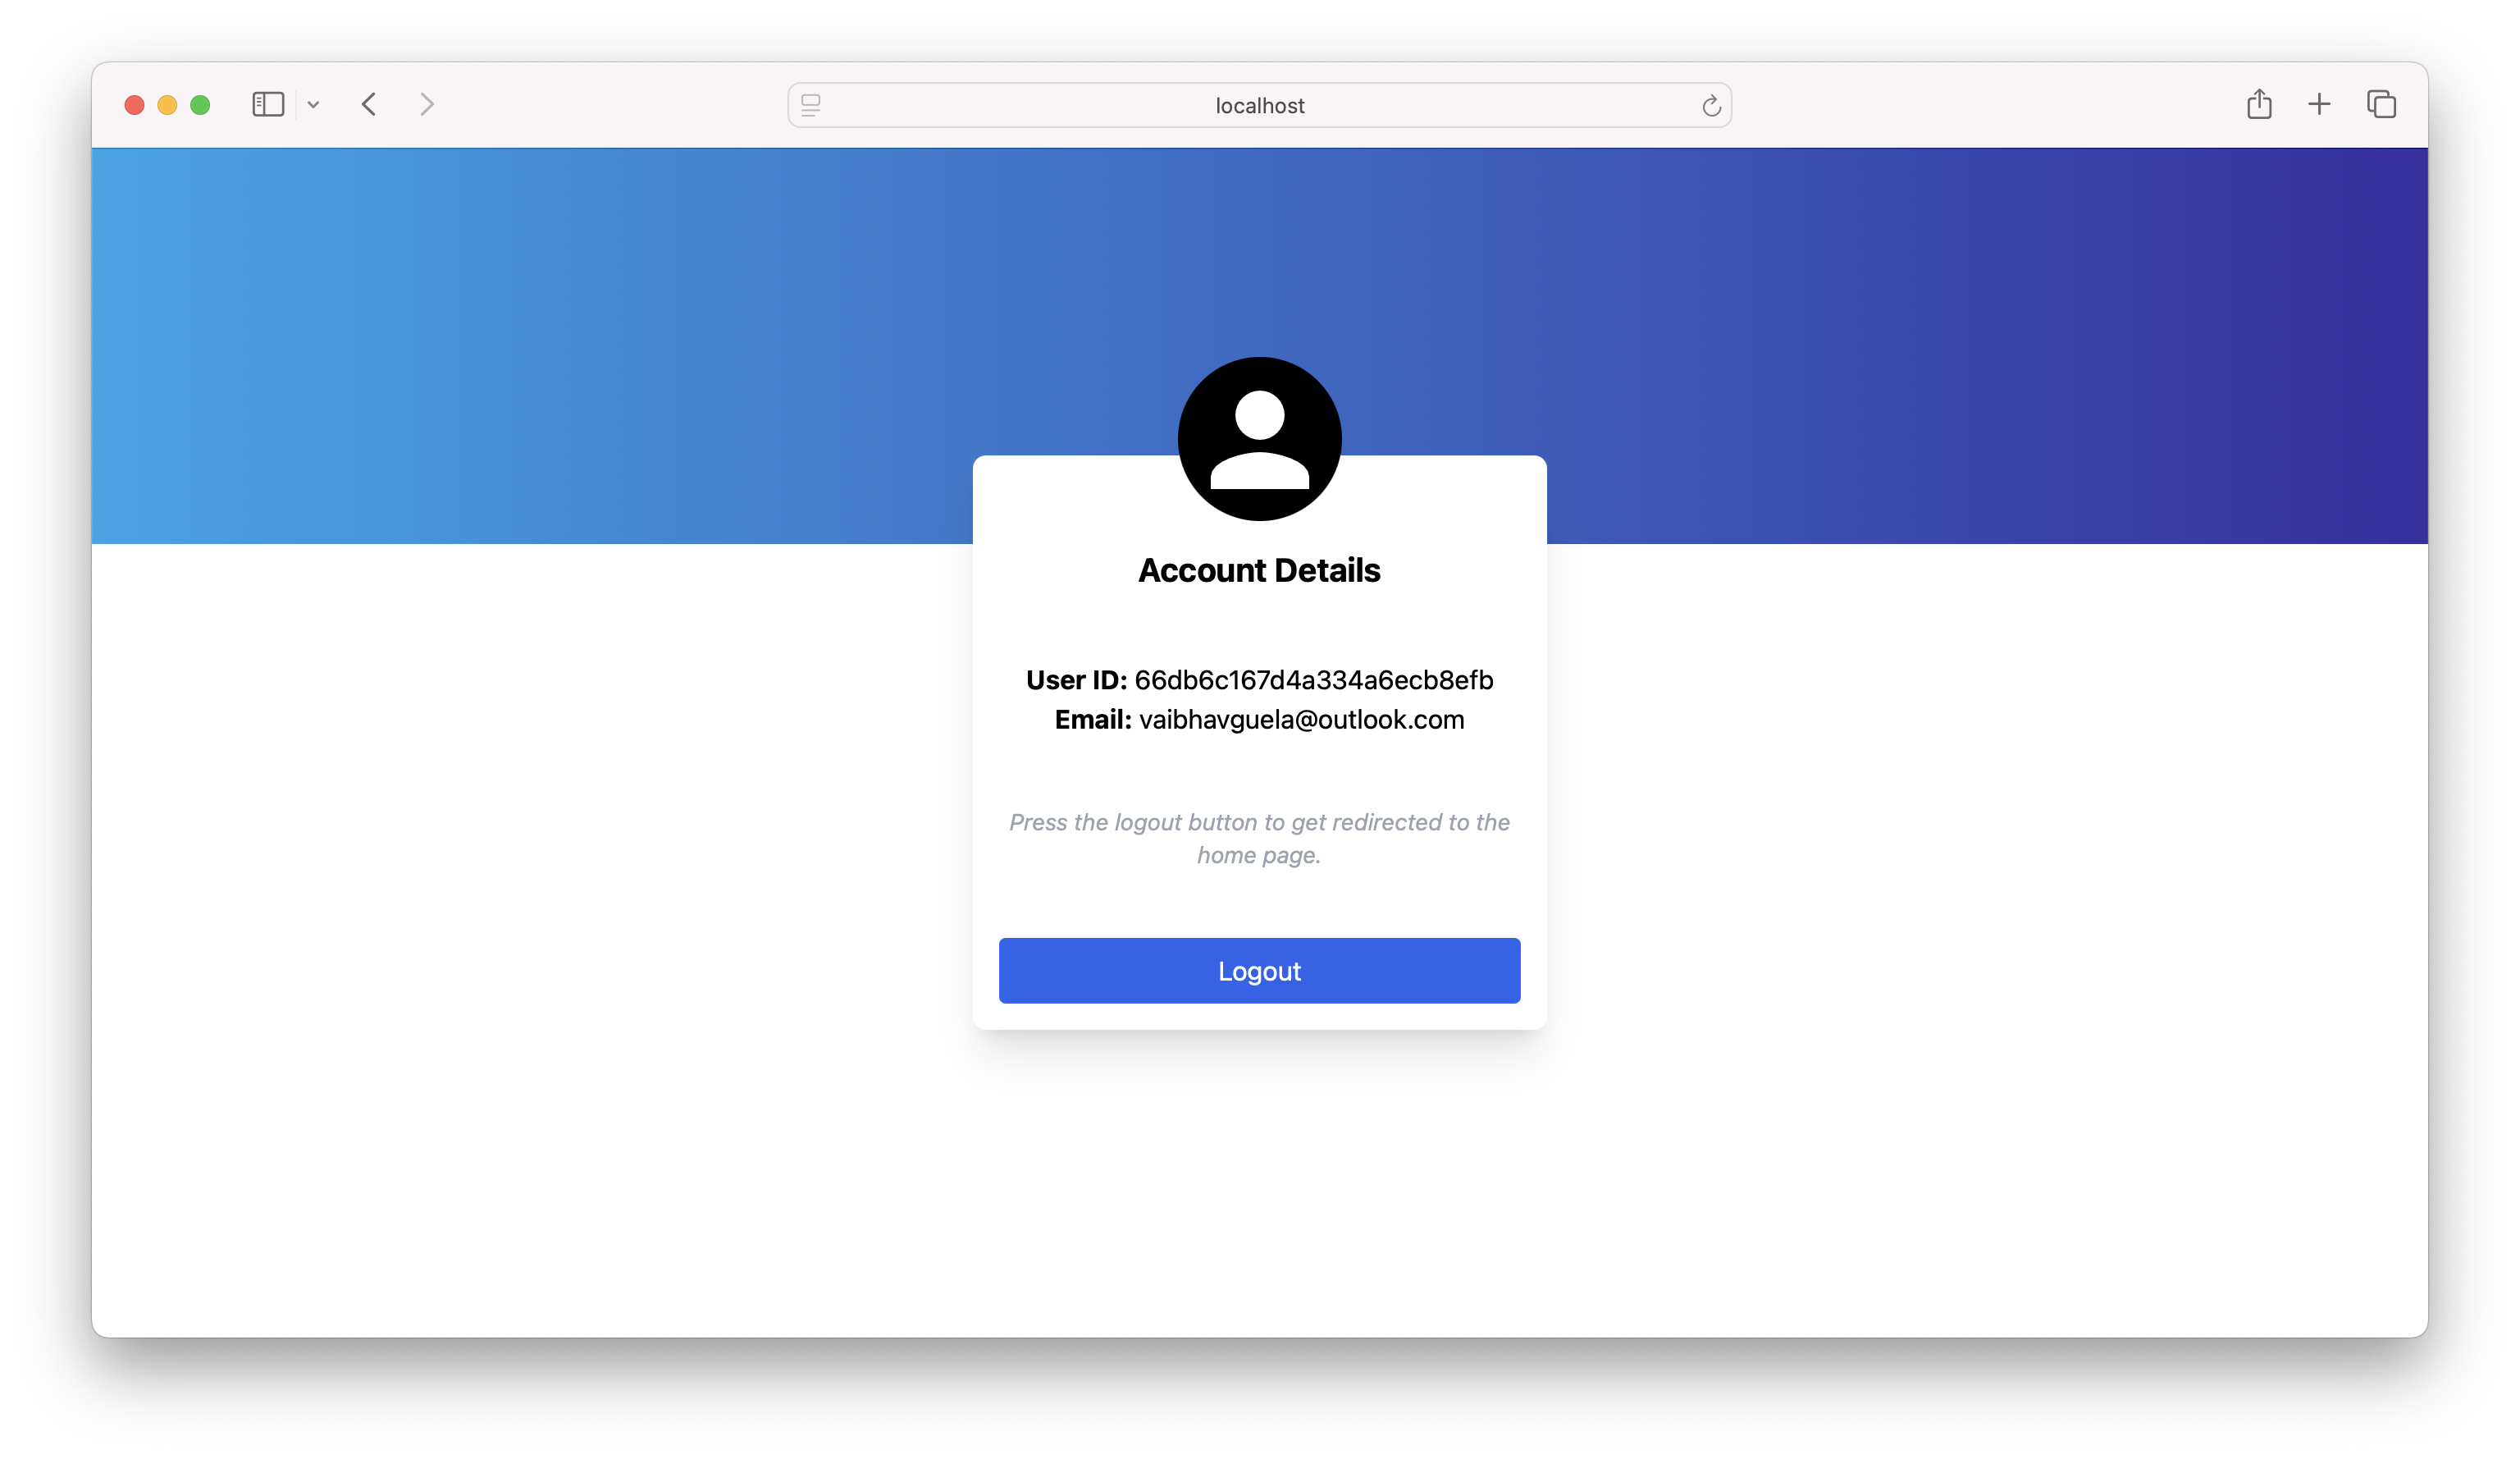 localhost
Account Details
User ID: 66db6c167d4a334a6ecb8efb
Email: vaibhavguela@outlook.com
Press the logout button to get redirected to the
home page.
Logout